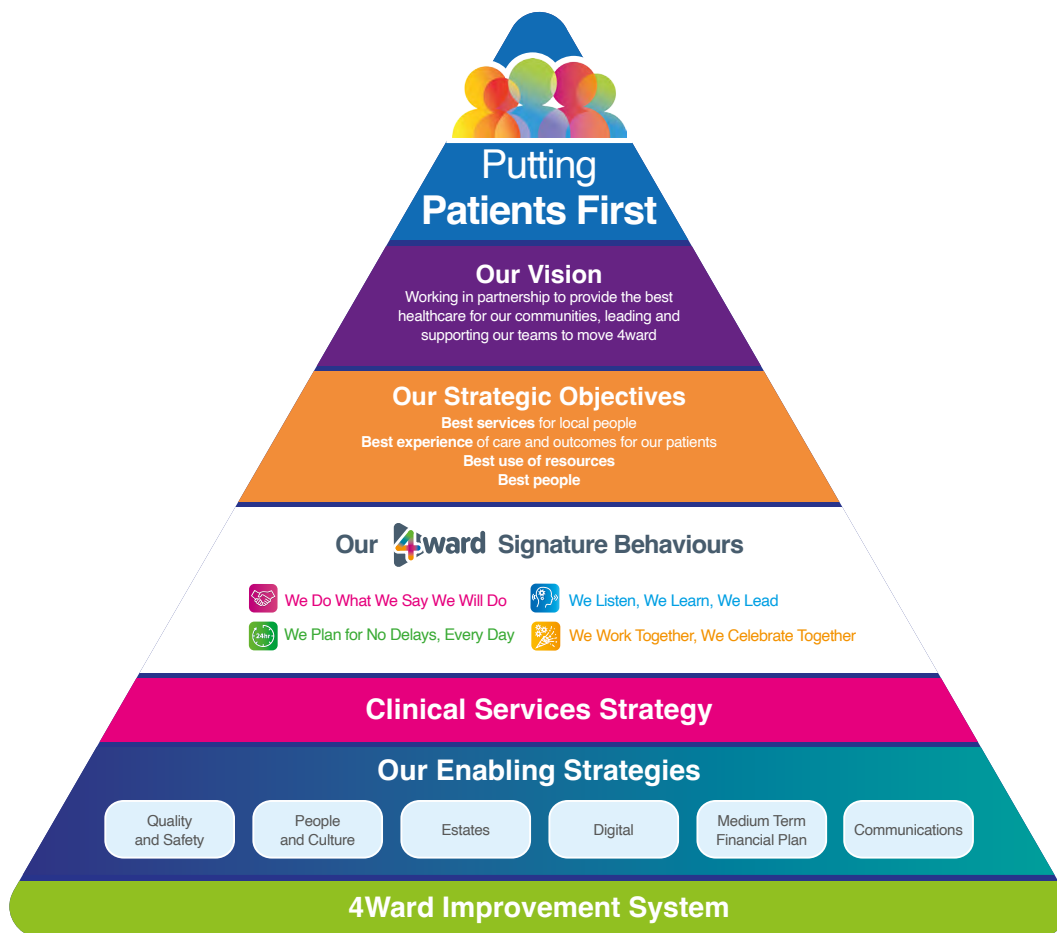 Putting
Patients First
Our Vision
Working in partnership to provide the best
healthcare for our communities, leading and
supporting our teams to move 4ward
Our Strategic Objectives
Best services for local people
Best experience of care and outcomes for our patients
Best use of resources
Best people
Our 4ward Signature Behaviours
We Do What We Say We Will Do
We Listen, We Learn, We Lead
24hr
We Plan for No Delays, Every Day
We Work Together, We Celebrate Together
Clinical Services Strategy
Our Enabling Strategies
Quality
and Safety
People
and Culture
Estates
Digital
Medium Term
Financial Plan
Communications
4Ward Improvement System